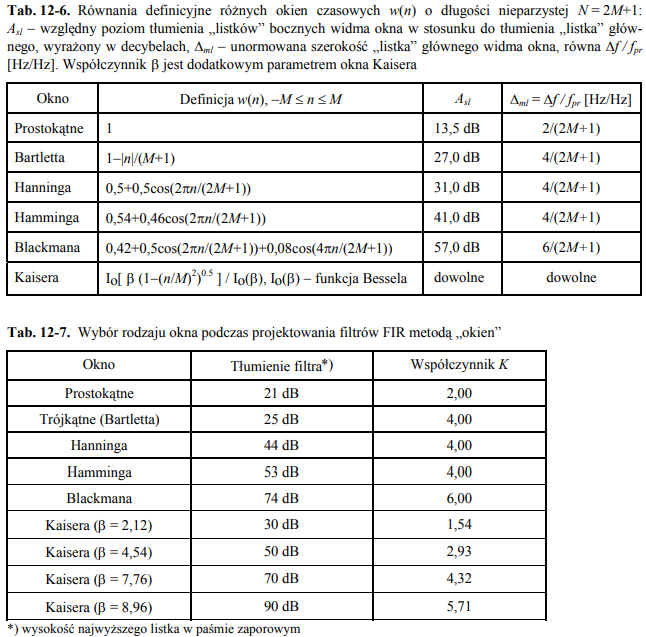 Tab. 12-6. Równania definicyjne różnych okien czasowych w(n) o długości nieparzystej N = 2M+1:
Asl – względny poziom tłumienia „listków” bocznych widma okna w stosunku do tłumienia „listka” głów-
nego, wyrażony w decybelach, Δml – unormowana szerokość „listka” głównego widma okna, równa Δf / fpr
[Hz/Hz]. Współczynnik β jest dodatkowym parametrem okna Kaisera
Okno Definicja w(n), –M ≤ n ≤ M Asl Δml = Δf / fpr [Hz/Hz]
Prostokątne 1 13,5 dB 2/(2M+1)
Bartletta 1–|n|/(M+1) 27,0 dB 4/(2M+1)
Hanninga 0,5+0,5cos(2πn/(2M+1)) 31,0 dB 4/(2M+1)
Hamminga 0,54+0,46cos(2πn/(2M+1)) 41,0 dB 4/(2M+1)
Blackmana 0,42+0,5cos(2πn/(2M+1))+0,08cos(4πn/(2M+1)) 57,0 dB 6/(2M+1)
Kaisera I0[ β (1–(n/M)²)^0.5 ] / I0(β), I0(β) – funkcja Bessela dowolne dowolne
Tab. 12-7. Wybór rodzaju okna podczas projektowania filtrów FIR metodą „okien”
Okno Tłumienie filtra*) Współczynnik K
Prostokątne 21 dB 2,00
Trójkątne (Bartletta) 25 dB 4,00
Hanninga 44 dB 4,00
Hamminga 53 dB 4,00
Blackmana 74 dB 6,00
Kaisera (β = 2,12) 30 dB 1,54
Kaisera (β = 4,54) 50 dB 2,93
Kaisera (β = 7,76) 70 dB 4,32
Kaisera (β = 8,96) 90 dB 5,71
*) wysokość najwyższego listka w paśmie zaporowym